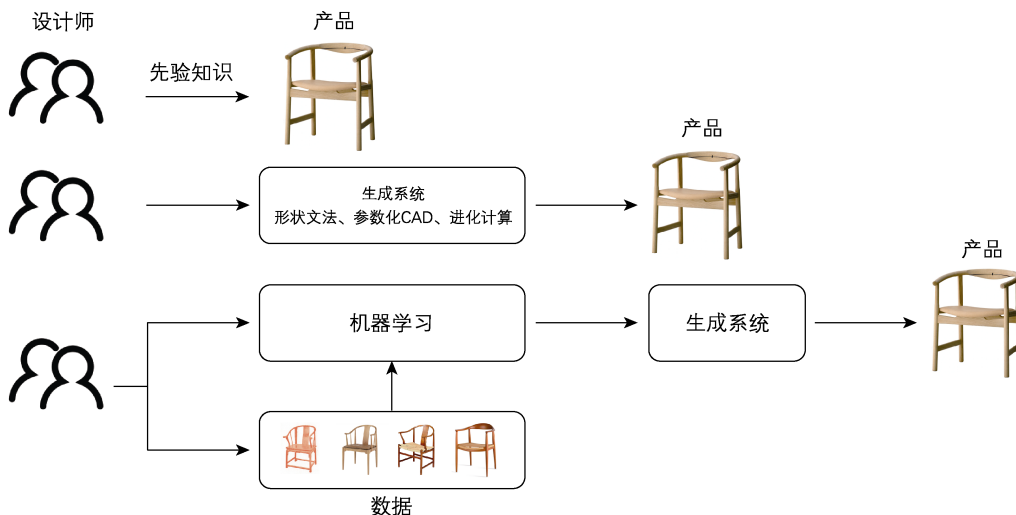 设计师
产品
先验知识
产品
生成系统
形状文法、参数化CAD、进化计算
产品
机器学习
生成系统
数据